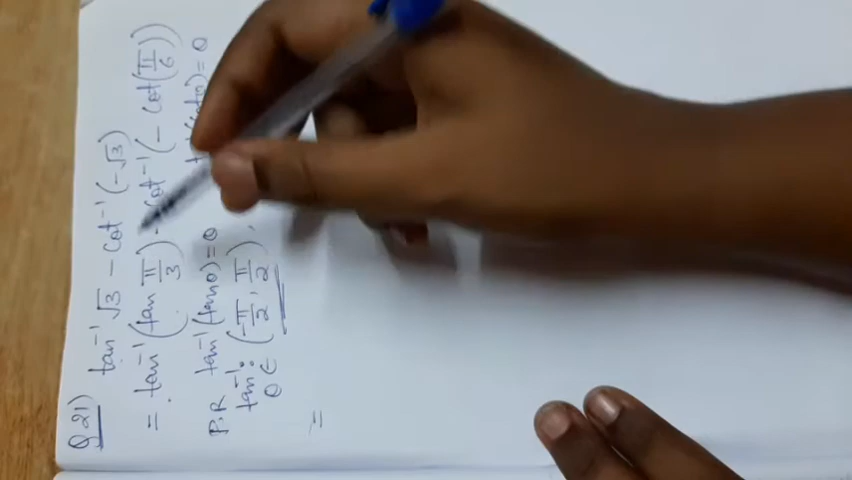 Q 21) tan⁻¹ √3 − cot⁻¹ (−√3)
= tan⁻¹ (tan π/3) − cot⁻¹ (− cot (π/6))
P.R tan⁻¹ (tan θ) = θ (cot θ) = θ
tan⁻¹: θ ∈ (−π/2, π/2),
=